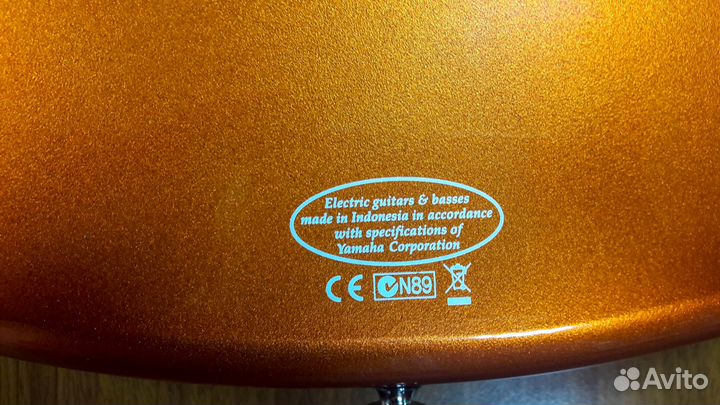 Electric guitars & basses
made in Indonesia in accordance
with specifications of
Yamaha Corporation
CE N89
Avito